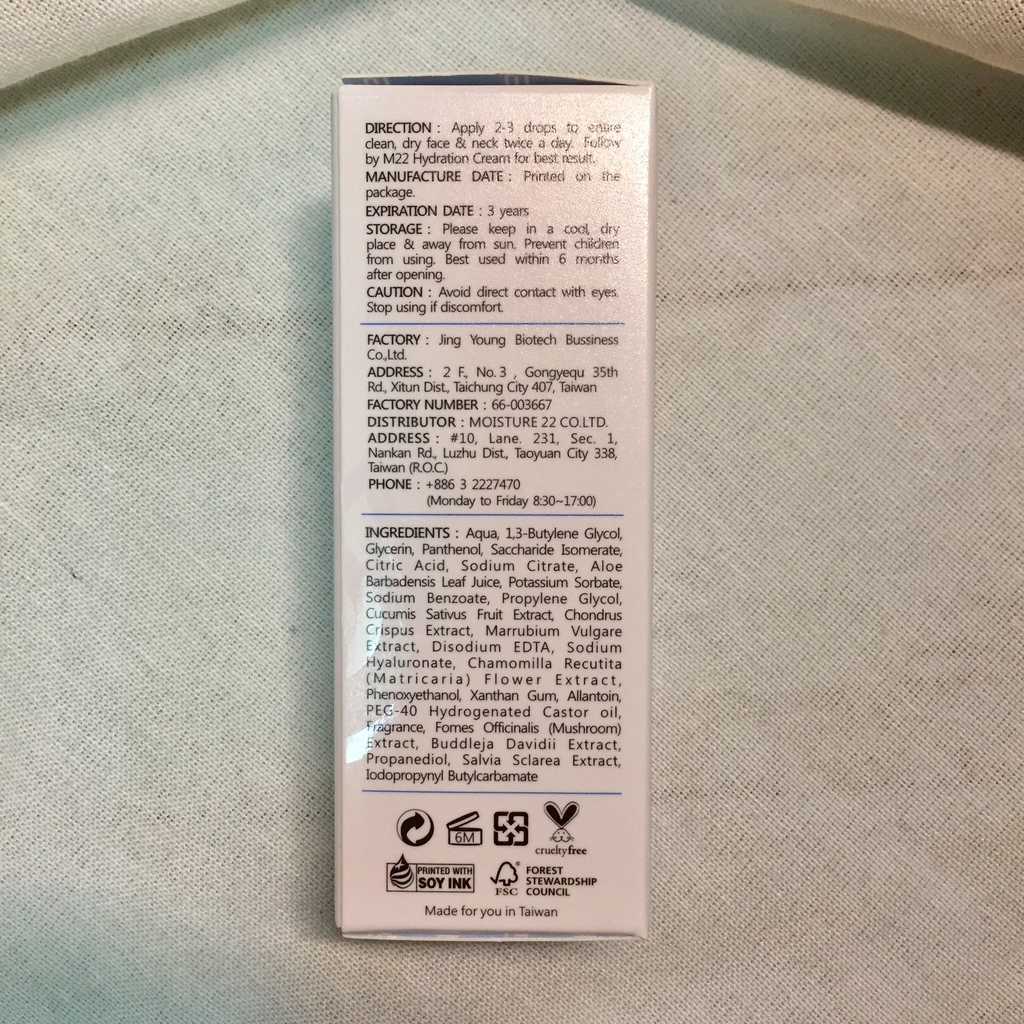 DIRECTION : Apply 2-3 drops to entire
clean, dry face & neck twice a day. Follow
by M22 Hydration Cream for best result.
MANUFACTURE DATE : Printed on the
package.
EXPIRATION DATE : 3 years
STORAGE : Please keep in a cool, dry
place & away from sun. Prevent children
from using. Best used within 6 months
after opening.
CAUTION : Avoid direct contact with eyes.
Stop using if discomfort.
FACTORY : Jing Young Biotech Bussiness
Co.,Ltd.
ADDRESS : 2 F., No. 3 , Gongyequ 35th
Rd., Xitun Dist., Taichung City 407, Taiwan
FACTORY NUMBER : 66-003667
DISTRIBUTOR : MOISTURE 22 CO.LTD.
ADDRESS : #10, Lane. 231, Sec. 1,
Nankan Rd., Luzhu Dist., Taoyuan City 338,
Taiwan (R.O.C.)
PHONE : +886 3 2227470
(Monday to Friday 8:30~17:00)
INGREDIENTS : Aqua, 1,3-Butylene Glycol,
Glycerin, Panthenol, Saccharide Isomerate,
Citric Acid, Sodium Citrate, Aloe
Barbadensis Leaf Juice, Potassium Sorbate,
Sodium Benzoate, Propylene Glycol,
Cucumis Sativus Fruit Extract, Chondrus
Crispus Extract, Marrubium Vulgare
Extract, Disodium EDTA, Sodium
Hyaluronate, Chamomilla Recutita
(Matricaria) Flower Extract,
Phenoxyethanol, Xanthan Gum, Allantoin,
PEG-40 Hydrogenated Castor oil,
Fragrance, Fomes Officinalis (Mushroom)
Extract, Buddleja Davidii Extract,
Propanediol, Salvia Sclarea Extract,
Iodopropynyl Butylcarbamate
6M
crueltyfree
PRINTED WITH
SOY INK
FSC
FOREST
STEWARDSHIP
COUNCIL
Made for you in Taiwan